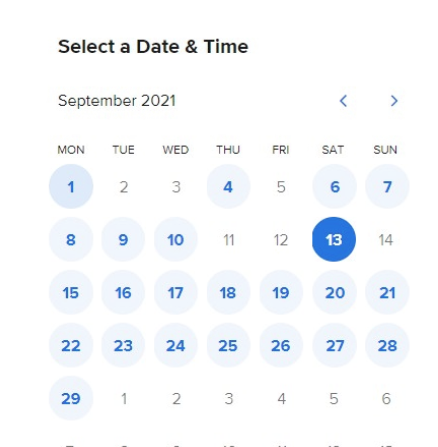 Select a Date & Time
September 2021
MON TUE WED THU FRI SAT SUN
1 2 3 4 5 6 7
8 9 10 11 12 13 14
15 16 17 18 19 20 21
22 23 24 25 26 27 28
29 1 2 3 4 5 6